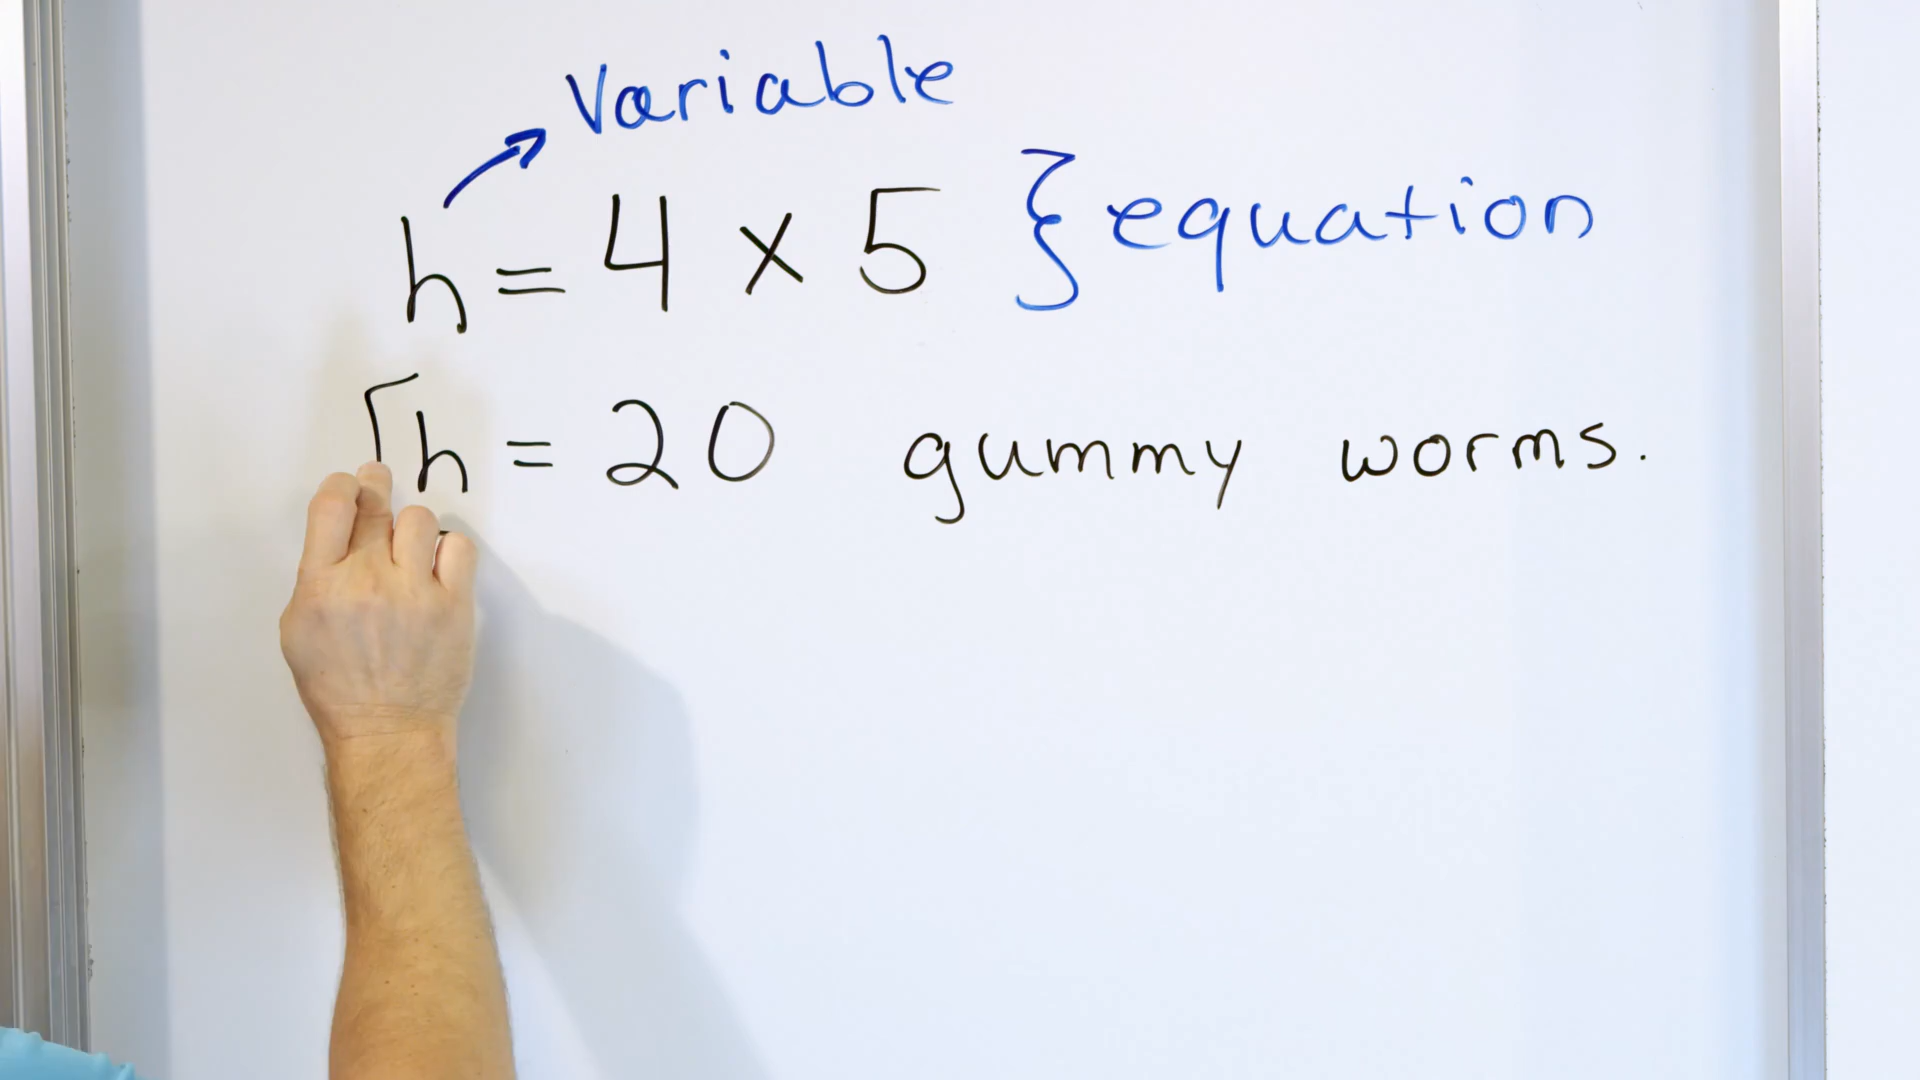 Variable
h = 4 x 5 } equation
h = 20 gummy worms.